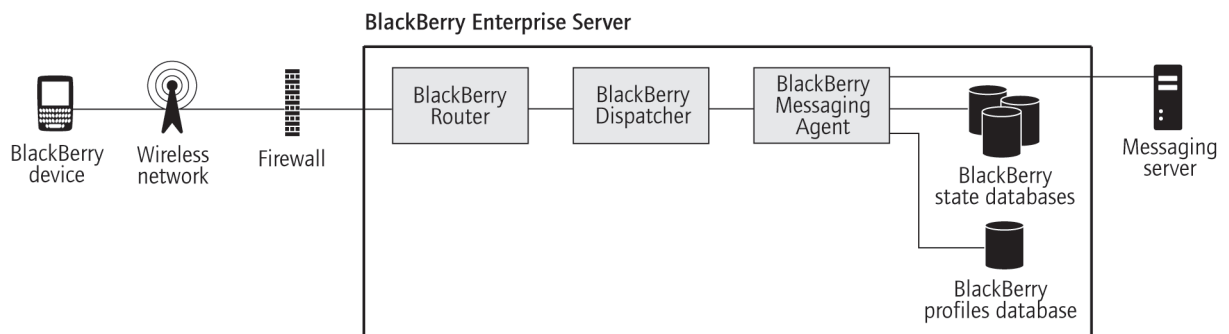 BlackBerry Enterprise Server
BlackBerry
device
Wireless
network
Firewall
BlackBerry
Router
BlackBerry
Dispatcher
BlackBerry
Messaging
Agent
BlackBerry
state databases
BlackBerry
profiles database
Messaging
server